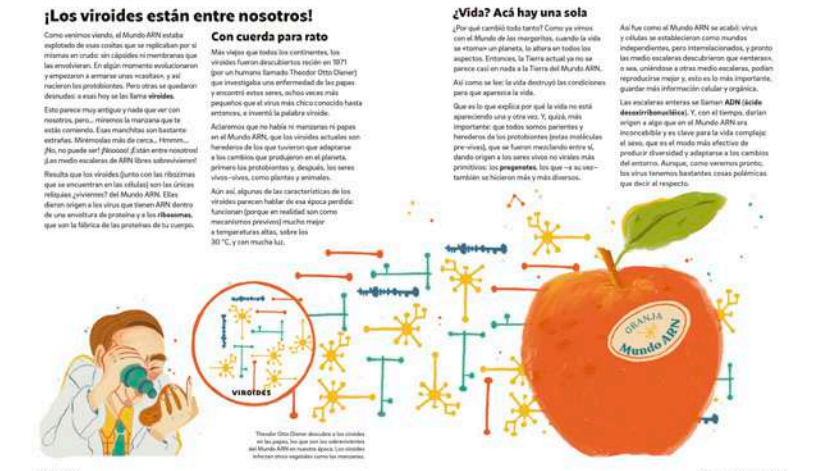 ¡Los viroides están entre nosotros!
Como venimos viendo, el Mundo ARN estaba
explotado de esas cositas que se replicaban por sí
mismas en crudo: sin cápsides ni membranas que
las envolvieran. En algún momento evolucionaron
y empezaron a armarse unas «casitas», y así
nacieron los protobiontes. Pero otras se quedaron
desnudas: a esas hoy se las llama viroides.
Esto parece muy antiguo y nada que ver con
nosotros, pero... miremos la manzana que te
estás comiendo. Esas manchitas son bastante
extrañas. Mirémoslas más de cerca... Hmmm...
¡No, no puede ser! ¡Nooooo! ¡Están entre nosotros!
¡Las medio escaleras de ARN libres sobrevivieron!
Resulta que los viroides (junto con las ribozimas
que se encuentran en las células) son las únicas
reliquias ¿vivientes? del Mundo ARN. Ellas
dieron origen a los virus que tienen ARN dentro
de una envoltura de proteína y a los ribosomas,
que son la fábrica de las proteínas de tu cuerpo.
Con cuerda para rato
Más viejos que todos los continentes, los
viroides fueron descubiertos recién en 1971
(por un humano llamado Theodor Otto Diener)
que investigaba una enfermedad de las papas
y encontró estos seres, ochos veces más
pequeños que el virus más chico conocido hasta
entonces, e inventó la palabra viroide.
Aclaremos que no había ni manzanas ni papas
en el Mundo ARN, que los viroides actuales son
herederos de los que tuvieron que adaptarse
a los cambios que produjeron en el planeta,
primero los protobiontes y, después, los seres
vivos-vivos, como plantas y animales.
Aún así, algunas de las características de los
viroides parecen hablar de esa época perdida:
funcionan (porque en realidad son como
mecanismos previvos) mucho mejor
a temperaturas altas, sobre los
30 °C, y con mucha luz.
¿Vida? Acá hay una sola
¿Por qué cambió todo tanto? Como ya vimos
con el Mundo de las margaritas, cuando la vida
se «toma» un planeta, lo altera en todos los
aspectos. Entonces, la Tierra actual ya no se
parece casi en nada a la Tierra del Mundo ARN.
Así como se lee: la vida destruyó las condiciones
para que aparezca la vida.
Que es lo que explica por qué la vida no está
apareciendo una y otra vez. Y, quizá, más
importante: que todos somos parientes y
herederos de los protobiontes (estas moléculas
pre-vivas), que se fueron mezclando entre sí,
dando origen a los seres vivos no virales más
primitivos: los progenotes, los que —a su vez—
también se hicieron más y más diversos.
Así fue como el Mundo ARN se acabó: virus
y células se establecieron como mundos
independientes, pero interrelacionados, y pronto
las medio escaleras descubrieron que «enteras»,
o sea, uniéndose a otras medio escaleras, podían
reproducirse mejor y, esto es lo más importante,
guardar más información celular y orgánica.
Las escaleras enteras se llaman ADN (ácido
desoxirribonucleico). Y, con el tiempo, darían
origen a algo que en el Mundo ARN era
inconcebible y es clave para la vida compleja:
el sexo, que es el modo más efectivo de
producir diversidad y adaptarse a los cambios
del entorno. Aunque, como veremos pronto,
los virus tenemos bastantes cosas polémicas
que decir al respecto.
GRANJA
Mundo ARN
VIROIDES
Theodor Otto Diener descubre a los viroides
en las papas, los que son los sobrevivientes
del Mundo ARN en nuestra época. Los viroides
infectan otros vegetales como las manzanas.